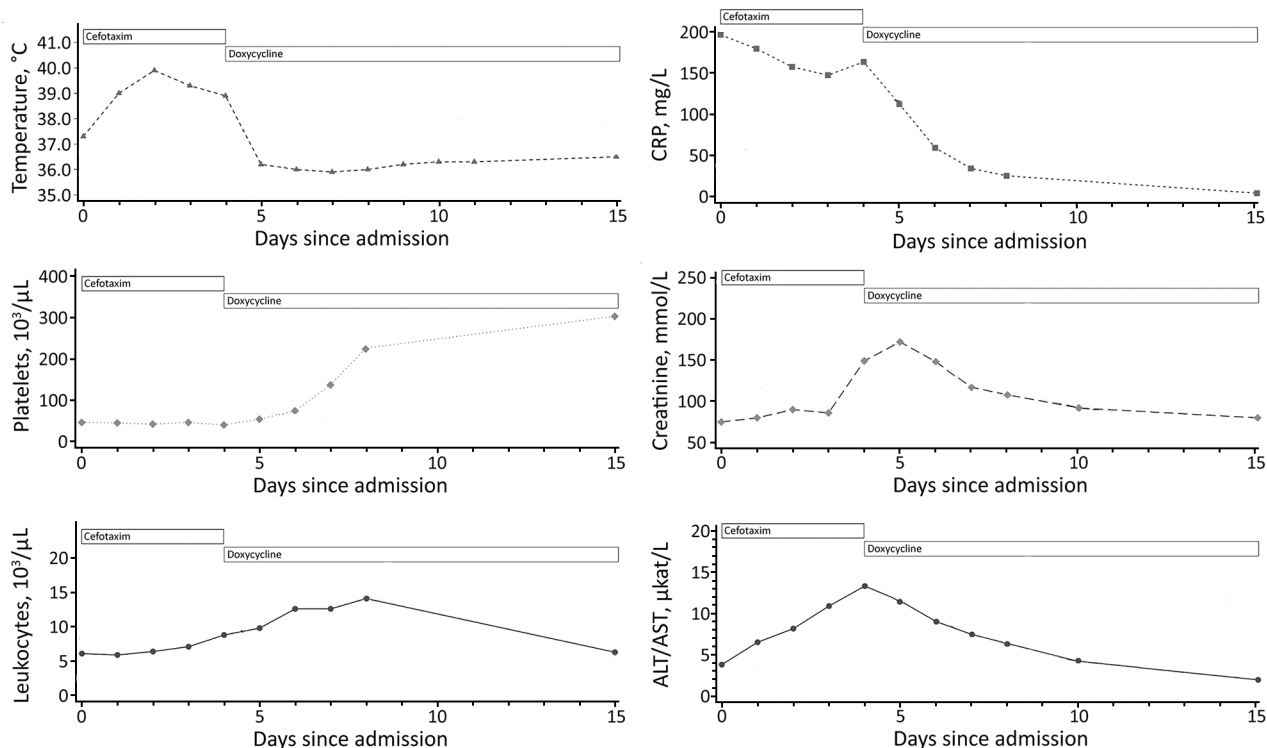 Temperature, °C
41.0
40.0
39.0
38.0
37.0
36.0
35.0
Cefotaxim
Doxycycline
0 5 10 15
Days since admission
CRP, mg/L
200
150
100
50
0
Cefotaxim
Doxycycline
0 5 10 15
Days since admission
Platelets, 10³/µL
400
300
200
100
0
Cefotaxim
Doxycycline
0 5 10 15
Days since admission
Creatinine, mmol/L
250
200
150
100
50
Cefotaxim
Doxycycline
0 5 10 15
Days since admission
Leukocytes, 10³/µL
20
15
10
5
0
Cefotaxim
Doxycycline
0 5 10 15
Days since admission
ALT/AST, µkat/L
20
15
10
5
0
Cefotaxim
Doxycycline
0 5 10 15
Days since admission